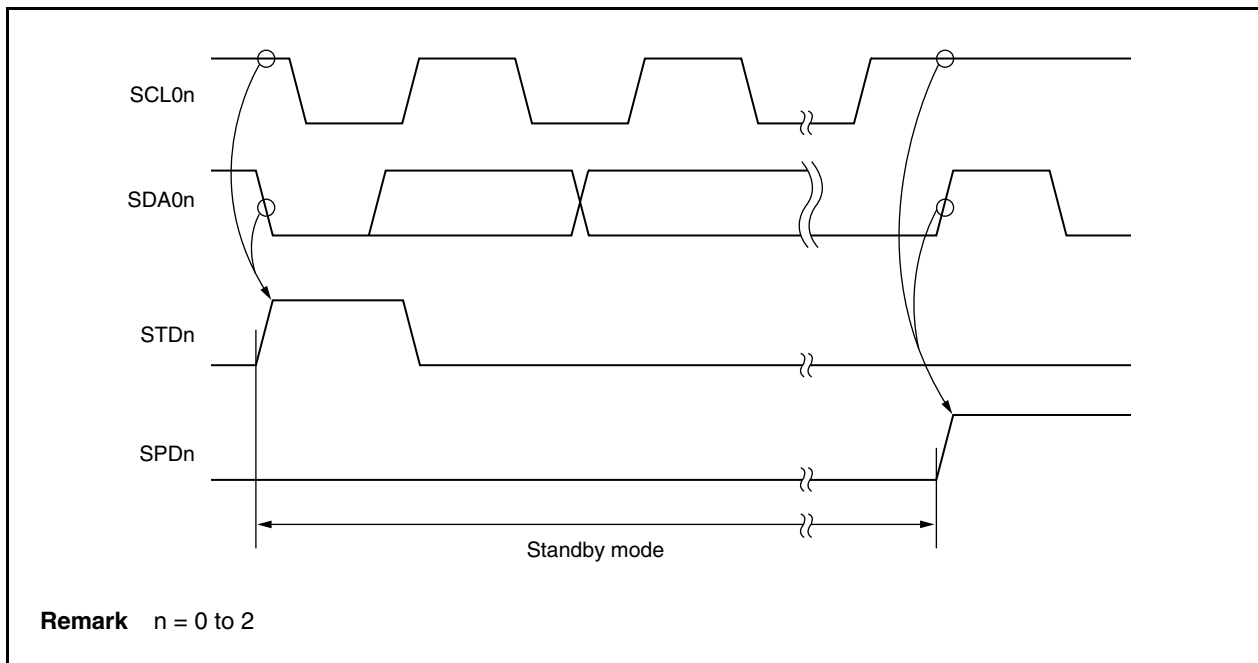 SCL0n
SDA0n
STDn
SPDn
Standby mode
Remark n = 0 to 2